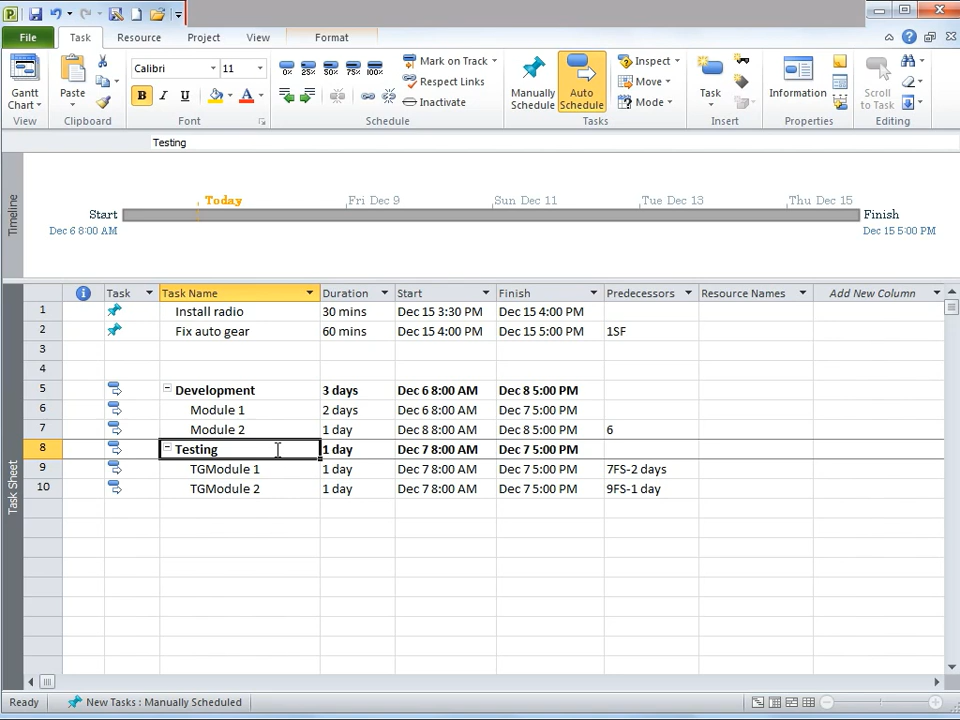 File Task Resource Project View Format
Calibri 11 Mark on Track Inspect
0% 25% 50% 75% 100% Respect Links Move
Gantt Chart Paste B I U A Inactivate Manually Schedule Auto Schedule Mode Task Information Scroll to Task
View Clipboard Font Schedule Tasks Insert Properties Editing
Testing
Timeline
Today Fri Dec 9 Sun Dec 11 Tue Dec 13 Thu Dec 15
Start Finish
Dec 6 8:00 AM Dec 15 5:00 PM
Task Sheet
Task Task Name Duration Start Finish Predecessors Resource Names Add New Column
1 Install radio 30 mins Dec 15 3:30 PM Dec 15 4:00 PM
2 Fix auto gear 60 mins Dec 15 4:00 PM Dec 15 5:00 PM 1SF
3
4
5 Development 3 days Dec 6 8:00 AM Dec 8 5:00 PM
6 Module 1 2 days Dec 6 8:00 AM Dec 7 5:00 PM
7 Module 2 1 day Dec 8 8:00 AM Dec 8 5:00 PM 6
8 Testing 1 day Dec 7 8:00 AM Dec 7 5:00 PM
9 TGModule 1 1 day Dec 7 8:00 AM Dec 7 5:00 PM 7FS-2 days
10 TGModule 2 1 day Dec 7 8:00 AM Dec 7 5:00 PM 9FS-1 day
Ready New Tasks : Manually Scheduled